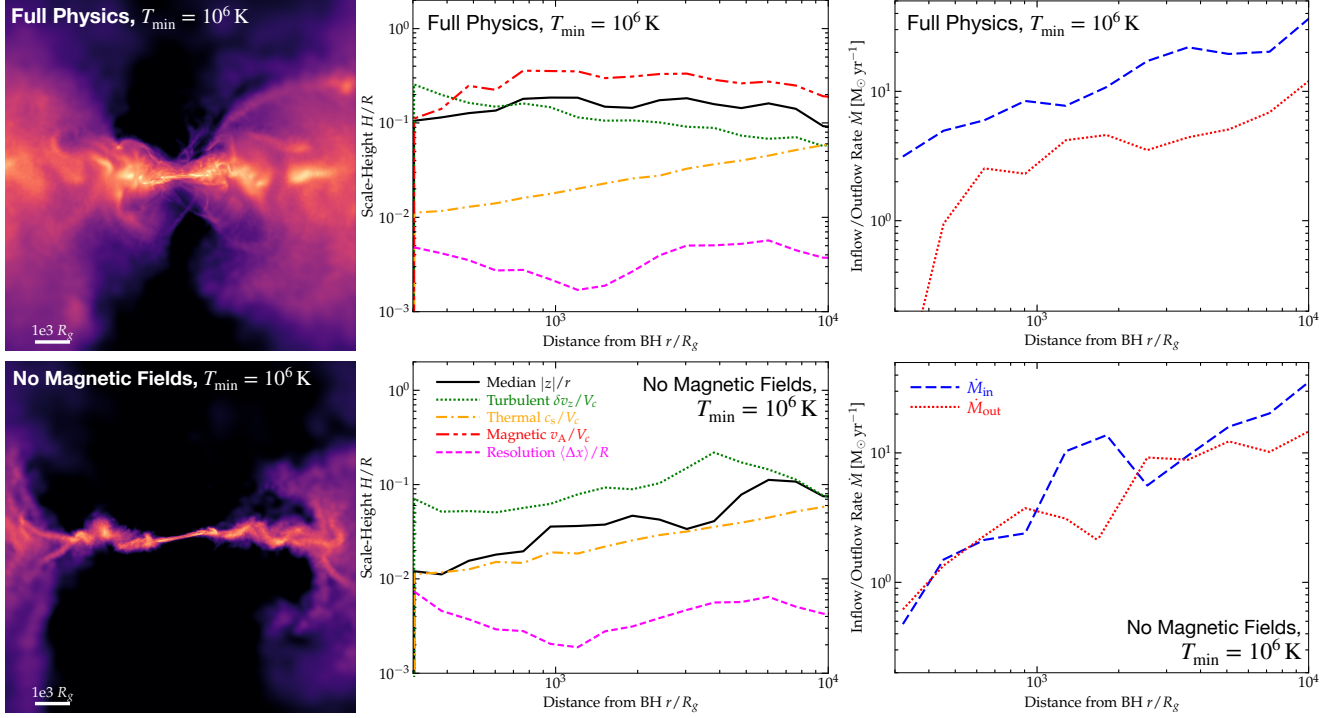 Full Physics, T_min = 10^6 K
1e3 R_g
Scale-Height H/R
10^0
10^-1
10^-2
10^-3
Full Physics, T_min = 10^6 K
10^3
10^4
Distance from BH r/R_g
Inflow/Outflow Rate Ṁ [M_⊙ yr^-1]
10^1
10^0
Full Physics, T_min = 10^6 K
10^3
10^4
Distance from BH r/R_g
No Magnetic Fields, T_min = 10^6 K
1e3 R_g
Scale-Height H/R
10^0
10^-1
10^-2
10^-3
Median |z|/r
Turbulent δv_z/V_c
Thermal c_s/V_c
Magnetic v_A/V_c
Resolution ⟨Δx⟩/R
No Magnetic Fields,
T_min = 10^6 K
10^3
10^4
Distance from BH r/R_g
Inflow/Outflow Rate Ṁ [M_⊙ yr^-1]
10^1
10^0
Ṁ_in
Ṁ_out
No Magnetic Fields,
T_min = 10^6 K
10^3
10^4
Distance from BH r/R_g